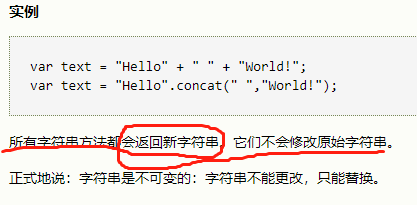 实例
var text = "Hello" + " " + "World!";
var text = "Hello".concat(" ","World!");
所有字符串方法都会返回新字符串。它们不会修改原始字符串。
正式地说：字符串是不可变的：字符串不能更改，只能替换。